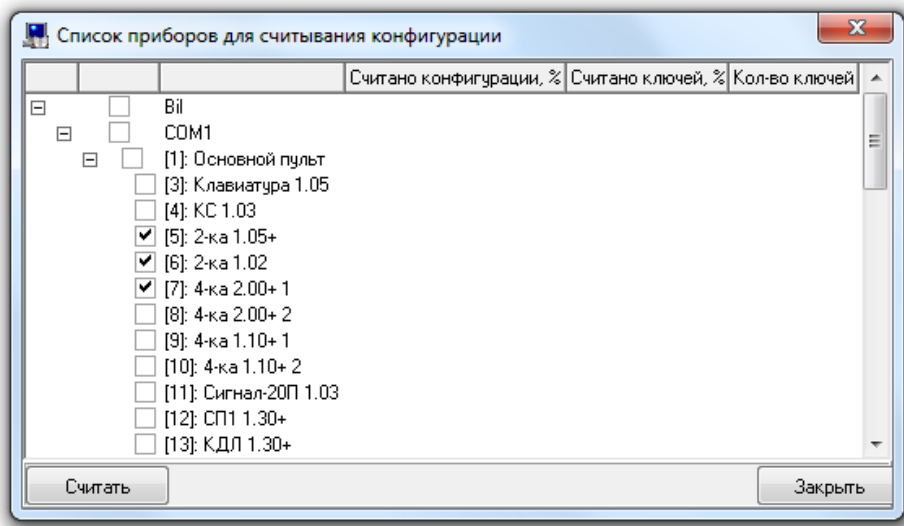 Список приборов для считывания конфигурации
Считано конфигурации, % Считано ключей, % Кол-во ключей
Bil
COM1
[1]: Основной пульт
[3]: Клавиатура 1.05
[4]: КС 1.03
[5]: 2-ка 1.05+
[6]: 2-ка 1.02
[7]: 4-ка 2.00+ 1
[8]: 4-ка 2.00+ 2
[9]: 4-ка 1.10+ 1
[10]: 4-ка 1.10+ 2
[11]: Сигнал-20П 1.03
[12]: СП1 1.30+
[13]: КДЛ 1.30+
Считать Закрыть